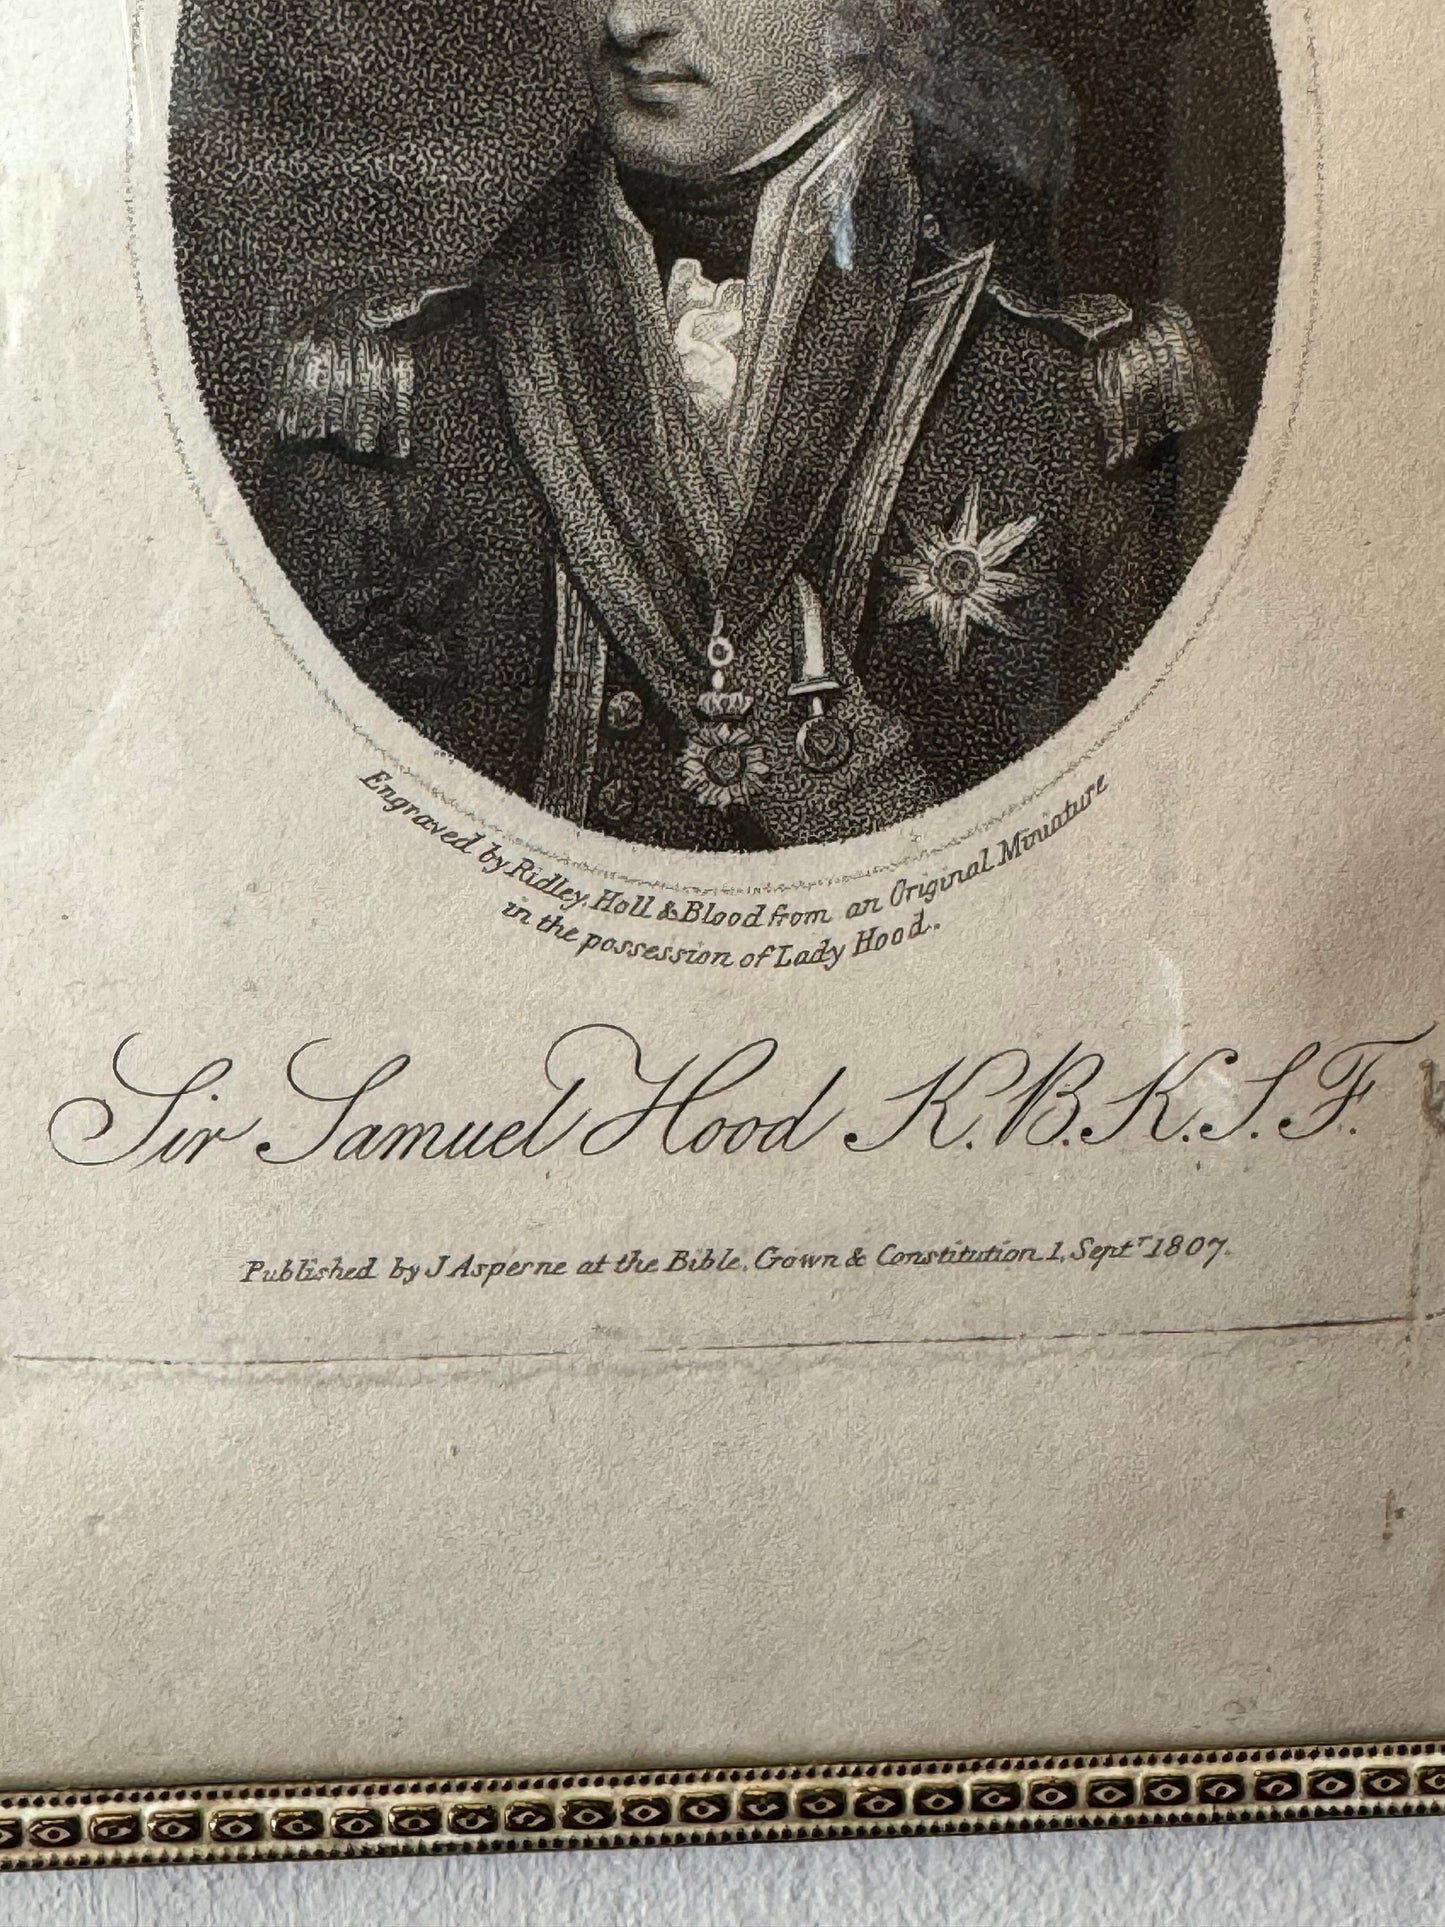 Engraved by Ridley, Holl & Blood from an Original Miniature
in the possession of Lady Hood.
Sir Samuel Hood K.B.K.S.F.
Published by J Asperne at the Bible, Crown & Constitution 1, Septr 1807.